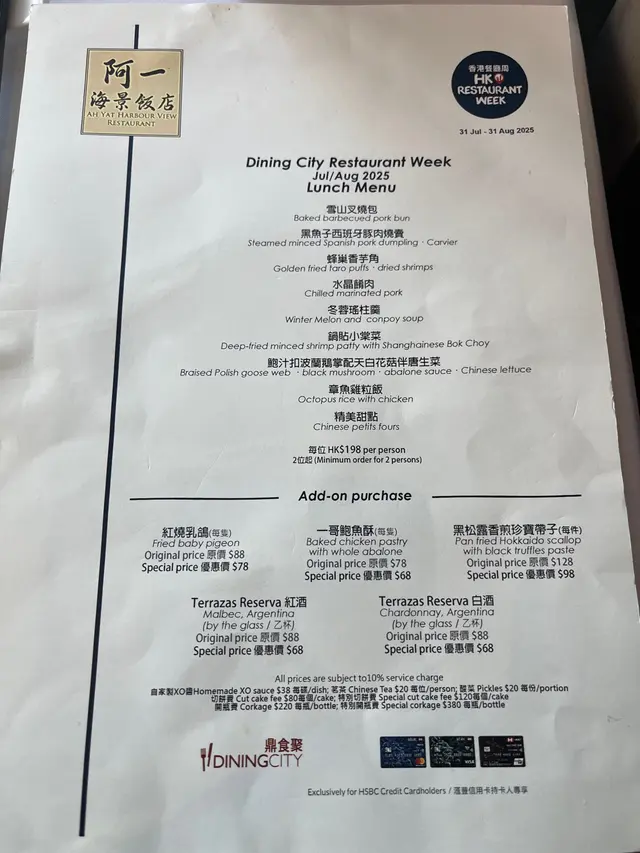 阿一
海景飯店
AH YAT HARBOUR VIEW
RESTAURANT
香港餐廳周
HK
RESTAURANT
WEEK
31 Jul - 31 Aug 2025
Dining City Restaurant Week
Jul/Aug 2025
Lunch Menu
雪山叉燒包
Baked barbecued pork bun
黑魚子西班牙豚肉燒賣
Steamed minced Spanish pork dumpling · Carvier
蜂巢香芋角
Golden fried taro puffs · dried shrimps
水晶餚肉
Chilled marinated pork
冬蓉瑤柱羹
Winter Melon and conpoy soup
鍋貼小棠菜
Deep-fried minced shrimp patty with Shanghainese Bok Choy
鮑汁扣波蘭鵝掌配天白花菇伴唐生菜
Braised Polish goose web · black mushroom · abalone sauce · Chinese lettuce
章魚雞粒飯
Octopus rice with chicken
精美甜點
Chinese petits fours
每位 HK$198 per person
2位起 (Minimum order for 2 persons)
Add-on purchase
紅燒乳鴿(每隻)
Fried baby pigeon
Original price 原價 $88
Special price 優惠價 $78
一哥鮑魚酥(每隻)
Baked chicken pastry
with whole abalone
Original price 原價 $78
Special price 優惠價 $68
黑松露香煎珍寶帶子(每件)
Pan fried Hokkaido scallop
with black truffles paste
Original price 原價 $128
Special price 優惠價 $98
Terrazas Reserva 紅酒
Malbec, Argentina
(by the glass / 乙杯)
Original price 原價 $88
Special price 優惠價 $68
Terrazas Reserva 白酒
Chardonnay, Argentina
(by the glass / 乙杯)
Original price 原價 $88
Special price 優惠價 $68
All prices are subject to10% service charge
自家製XO醬Homemade XO sauce $38 每碟/dish; 茗茶 Chinese Tea $20 每位/person; 酸菜 Pickles $20 每份/portion
切餅費 Cut cake fee $80每個/cake; 特別切餅費 Special cut cake fee $120每個/cake
開瓶費 Corkage $220 每瓶/bottle; 特別開瓶費 Special corkage $380 每瓶/bottle
鼎食聚
DININGCITY
VISA
Exclusively for HSBC Credit Cardholders / 滙豐信用卡持卡人專享